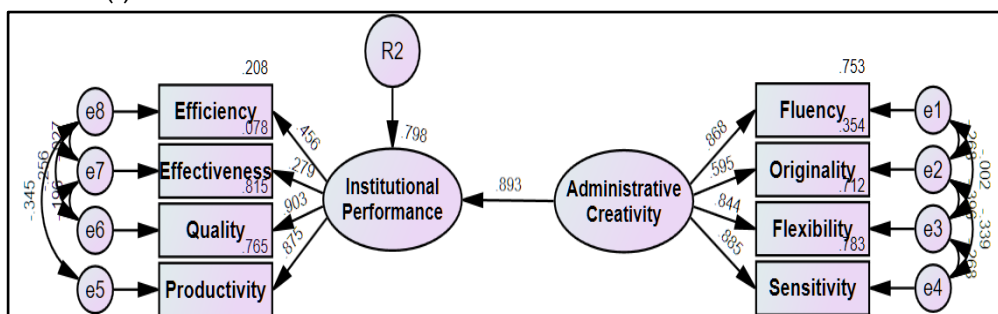 R2
.208
.753
e8
Efficiency
Fluency
e1
.078
.354
.456
.798
.868
e7
Effectiveness
.279
Institutional
Performance
.893
Administrative
Creativity
.595
Originality
e2
.815
.712
e6
Quality
.903
.844
Flexibility
e3
.765
.783
e5
Productivity
.875
.885
Sensitivity
e4
-.345
-.256
-.002
-.339